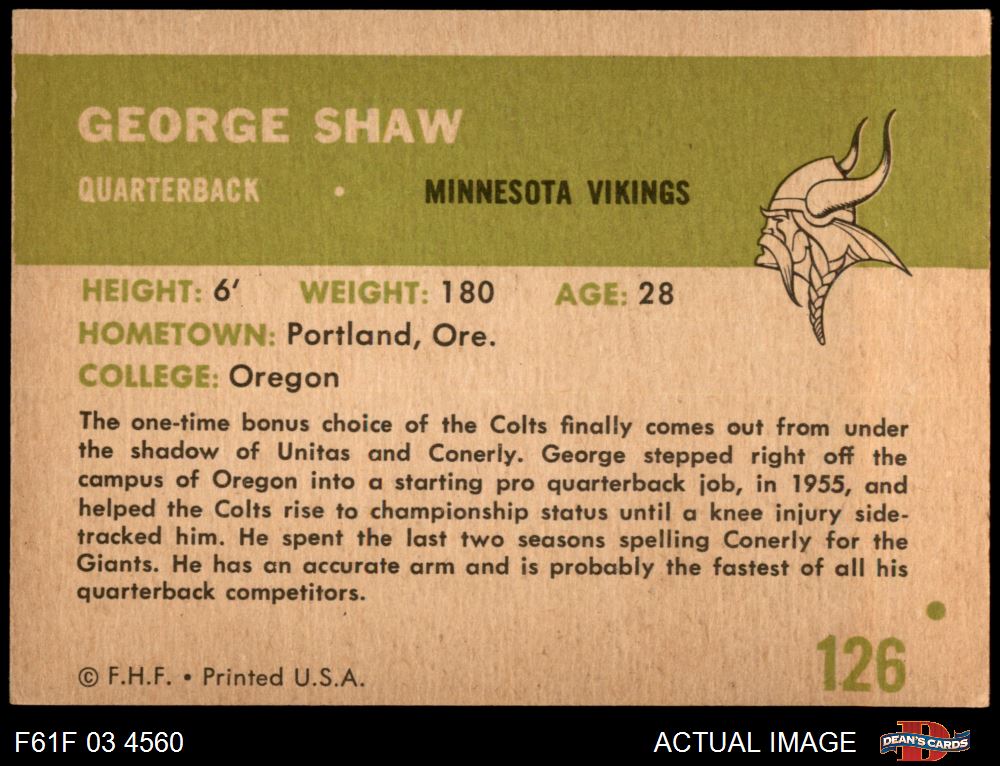 GEORGE SHAW
QUARTERBACK • MINNESOTA VIKINGS
HEIGHT: 6' WEIGHT: 180 AGE: 28
HOMETOWN: Portland, Ore.
COLLEGE: Oregon
The one-time bonus choice of the Colts finally comes out from under
the shadow of Unitas and Conerly. George stepped right off the
campus of Oregon into a starting pro quarterback job, in 1955, and
helped the Colts rise to championship status until a knee injury side-
tracked him. He spent the last two seasons spelling Conerly for the
Giants. He has an accurate arm and is probably the fastest of all his
quarterback competitors.
© F.H.F. • Printed U.S.A.
126
F61F 03 4560
ACTUAL IMAGE
D
DEAN'S CARDS